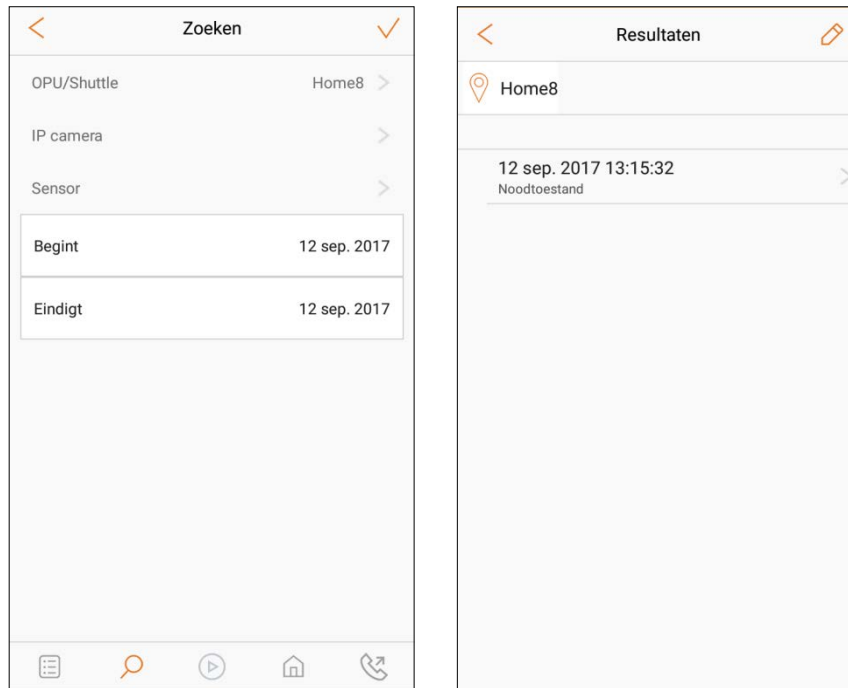 Zoeken
OPU/Shuttle Home8
IP camera
Sensor
Begint 12 sep. 2017
Eindigt 12 sep. 2017
Resultaten
Home8
12 sep. 2017 13:15:32
Noodtoestand